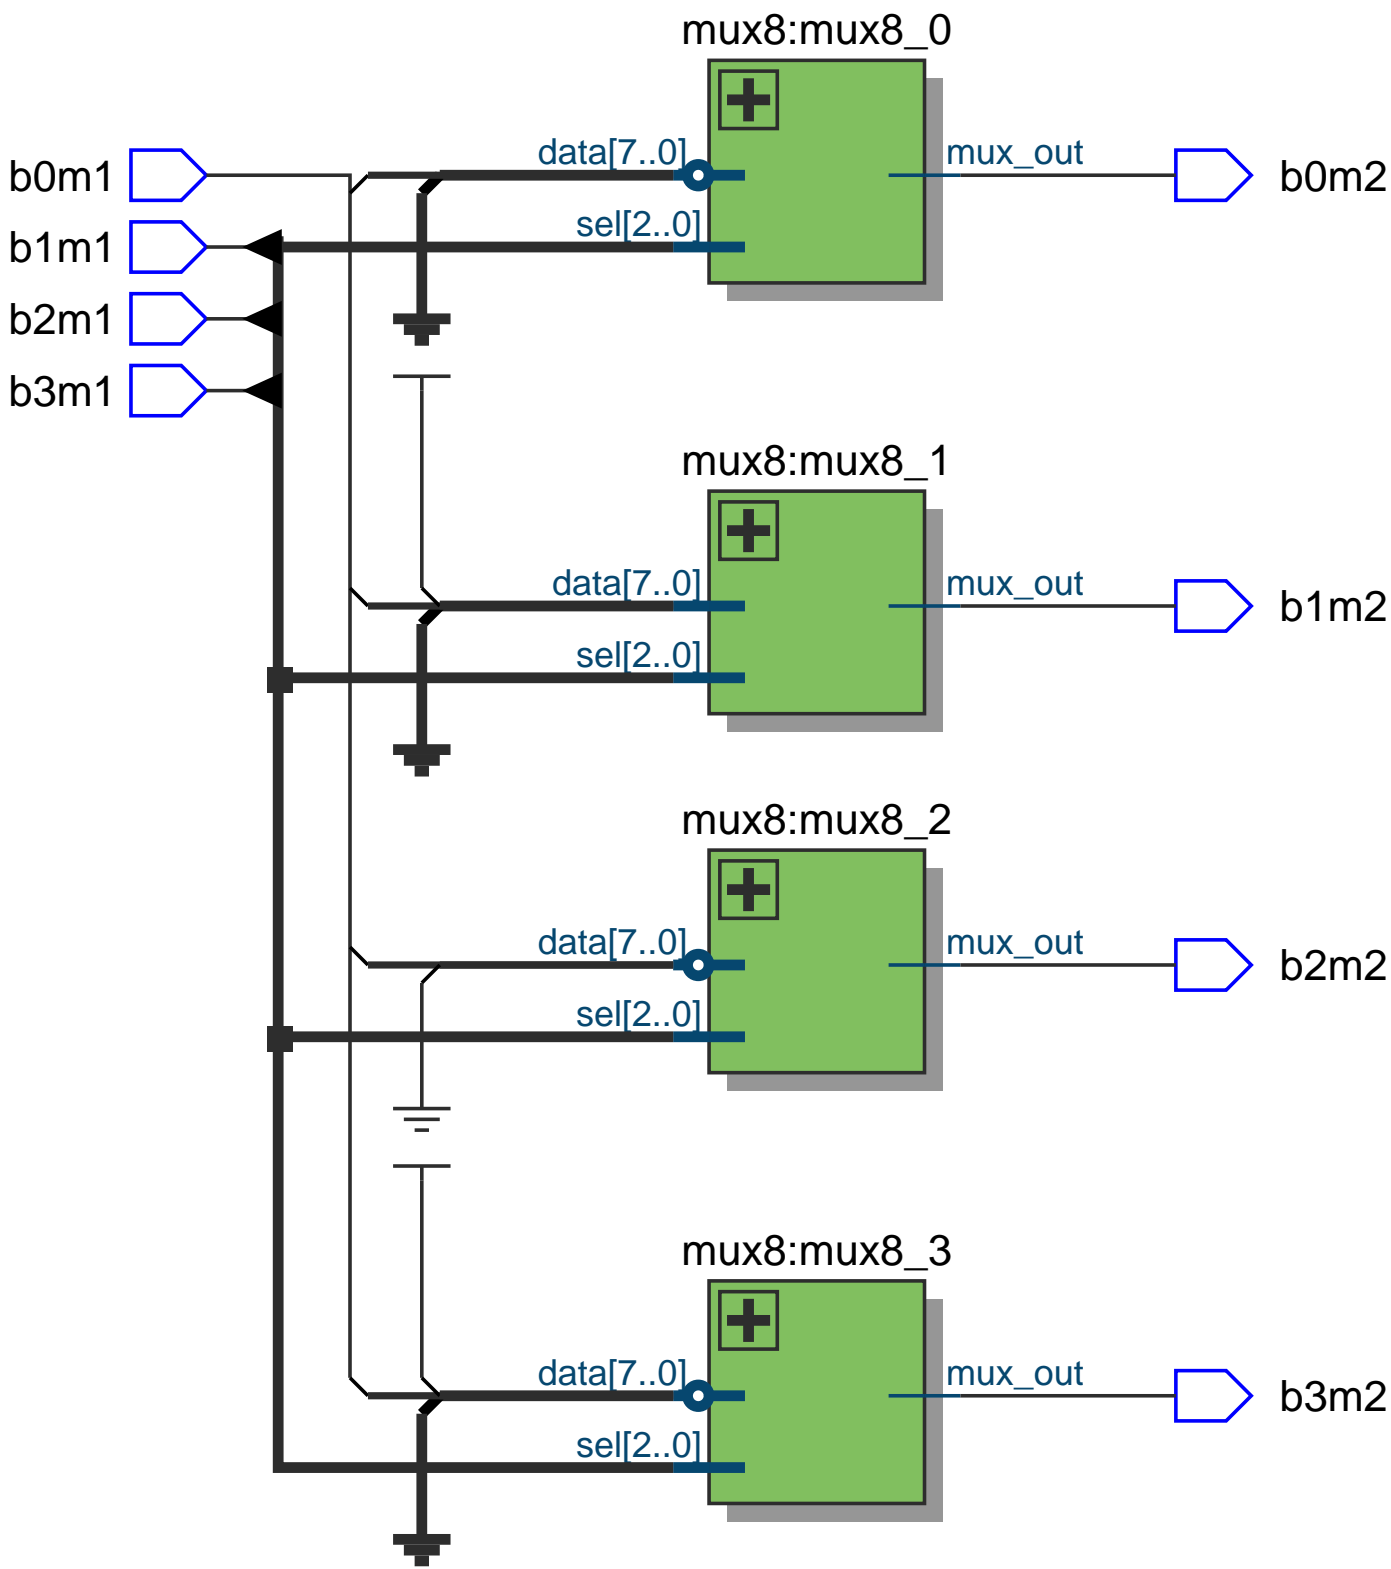 mux8:mux8_0
data[7..0]
mux_out
b0m1
b0m2
sel[2..0]
b1m1
b2m1
b3m1
mux8:mux8_1
data[7..0]
mux_out
b1m2
sel[2..0]
mux8:mux8_2
data[7..0]
mux_out
b2m2
sel[2..0]
mux8:mux8_3
data[7..0]
mux_out
b3m2
sel[2..0]